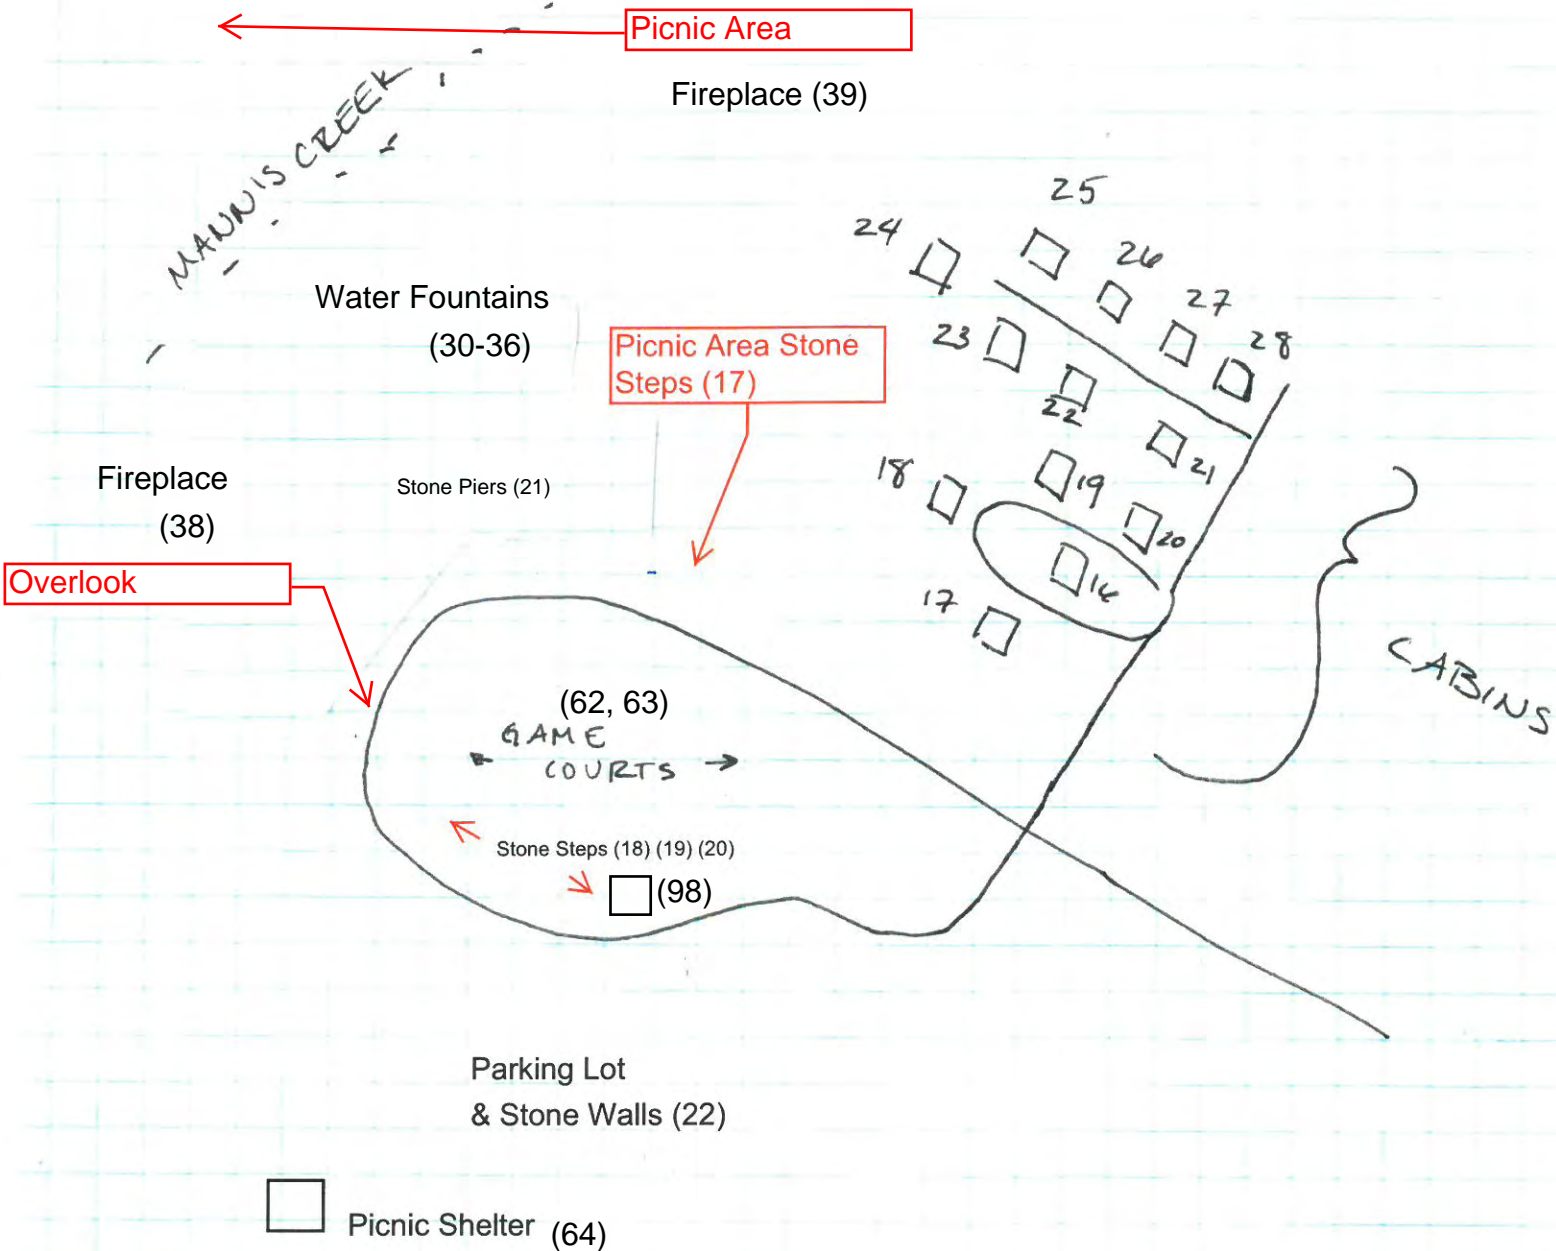 Picnic Area
Fireplace (39)
MANNIS CREEK
25
24
26
Water Fountains
(30-36)
27
23
28
Picnic Area Stone
Steps (17)
22
21
18
19
Fireplace
(38)
Stone Piers (21)
20
Overlook
16
17
CABINS
(62, 63)
GAME
COURTS
Stone Steps (18) (19) (20)
(98)
Parking Lot
& Stone Walls (22)
Picnic Shelter (64)